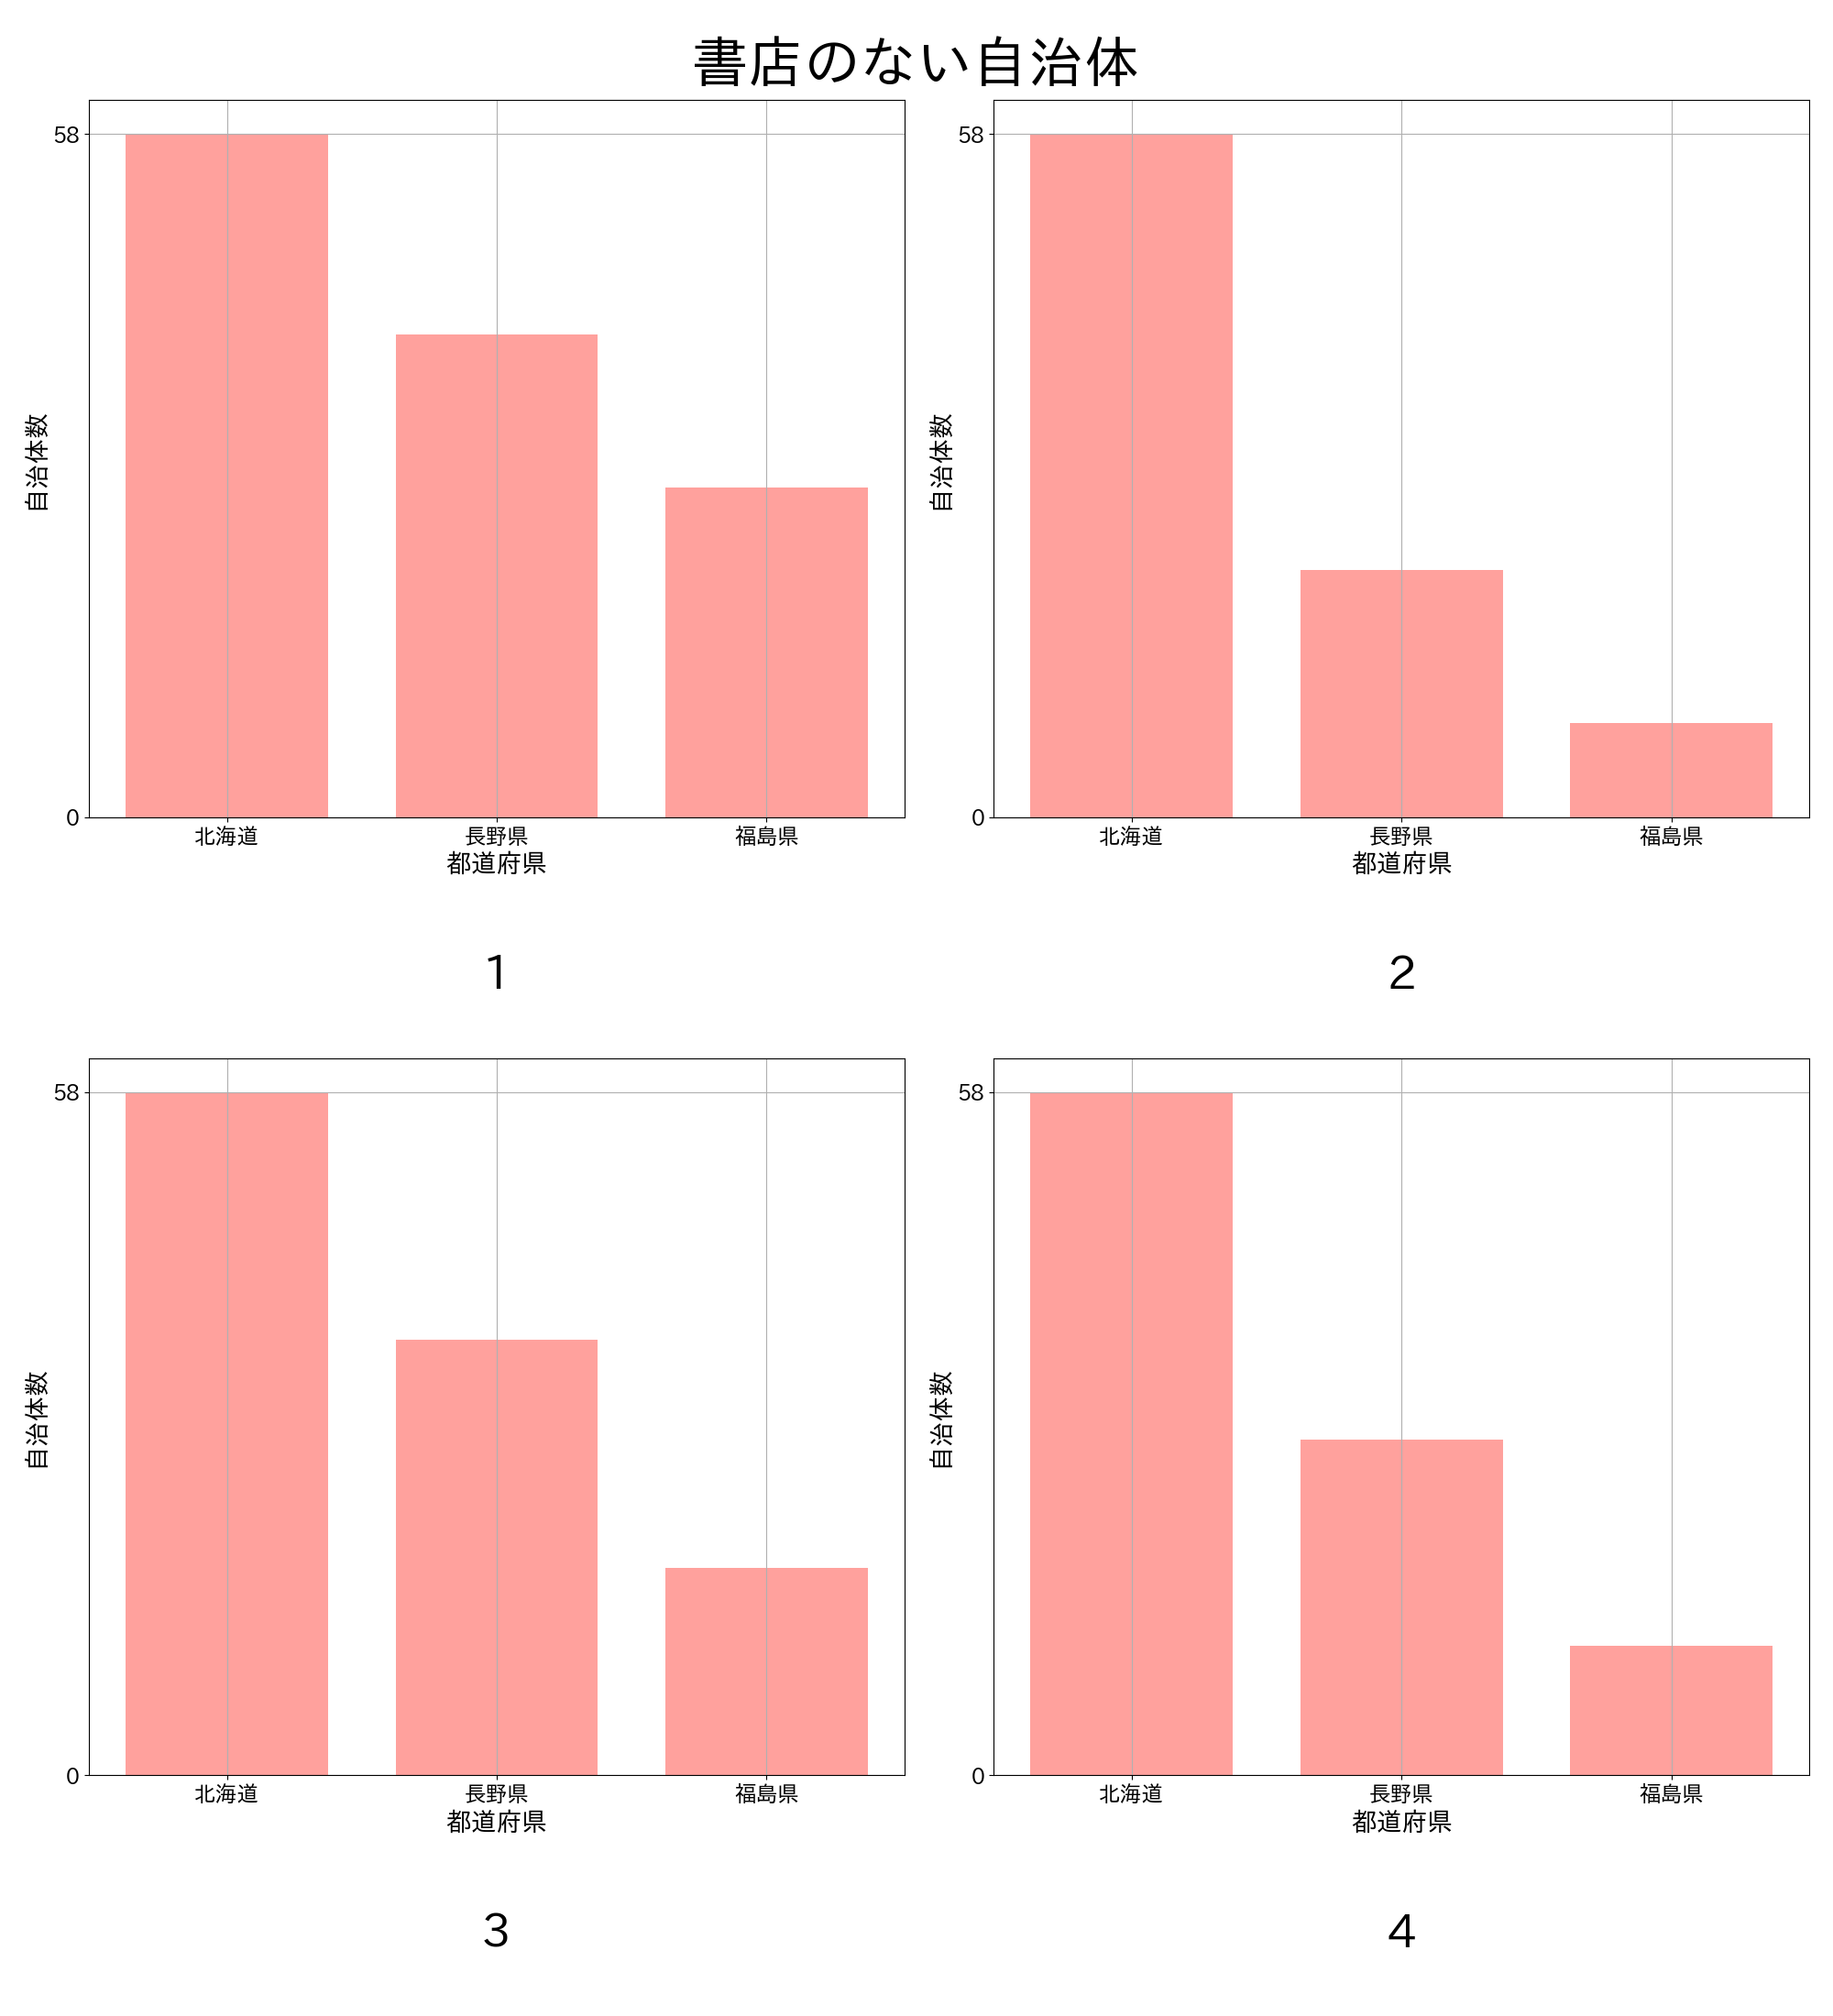 書店のない自治体
58
0
自治体数
北海道 長野県 福島県
都道府県
1
58
0
自治体数
北海道 長野県 福島県
都道府県
2
58
0
自治体数
北海道 長野県 福島県
都道府県
3
58
0
自治体数
北海道 長野県 福島県
都道府県
4